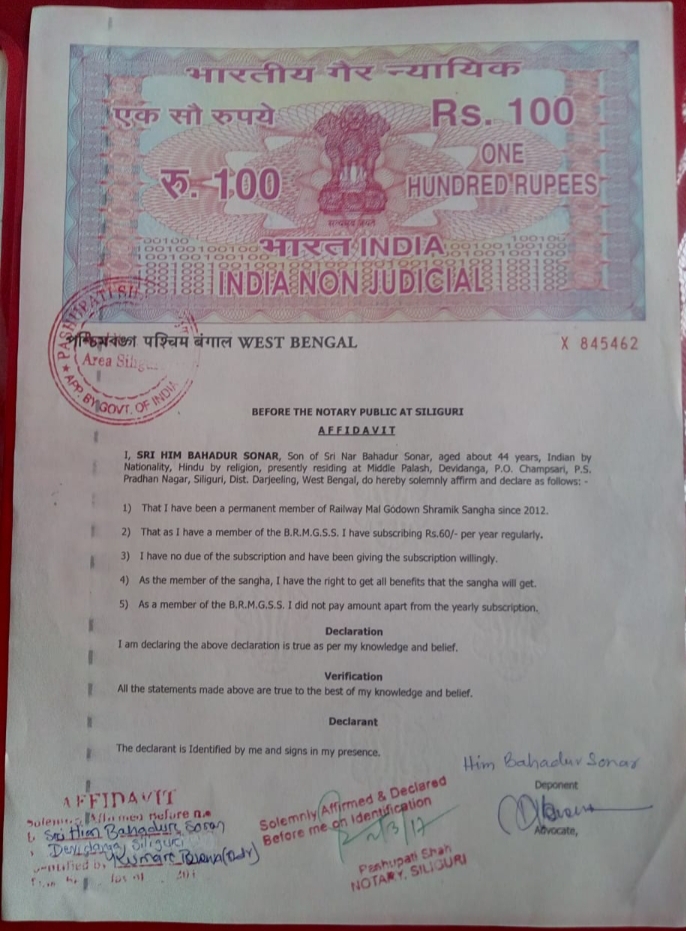 भारतीय गैर न्यायिक
एक सौ रुपये
Rs. 100
रु. 100
ONE
HUNDRED RUPEES
सत्यमेव जयते
भारत INDIA
INDIA NON JUDICIAL
পশ্চিমবঙ্গ पश्चिम बंगाल WEST BENGAL
X 845462
PASHUPATI SH
Area Silig
APP. BY GOVT. OF INDIA
BEFORE THE NOTARY PUBLIC AT SILIGURI
AFFIDAVIT
I, SRI HIM BAHADUR SONAR, Son of Sri Nar Bahadur Sonar, aged about 44 years, Indian by
Nationality, Hindu by religion, presently residing at Middle Palash, Devidanga, P.O. Champsari, P.S.
Pradhan Nagar, Siliguri, Dist. Darjeeling, West Bengal, do hereby solemnly affirm and declare as follows: -
1) That I have been a permanent member of Railway Mal Godown Shramik Sangha since 2012.
2) That as I have a member of the B.R.M.G.S.S. I have subscribing Rs.60/- per year regularly.
3) I have no due of the subscription and have been giving the subscription willingly.
4) As the member of the sangha, I have the right to get all benefits that the sangha will get.
5) As a member of the B.R.M.G.S.S. I did not pay amount apart from the yearly subscription.
Declaration
I am declaring the above declaration is true as per my knowledge and belief.
Verification
All the statements made above are true to the best of my knowledge and belief.
Declarant
The declarant is Identified by me and signs in my presence.
Him Bahadur Sonar
Deponent
Advocate,
AFFIDAVIT
Sri Him Bahadur Sonar
Devidanga, Siliguri
Kumar
Solemnly Affirmed & Declared
Before me on Identification
Pashupati Shah
NOTARY, SILIGURI